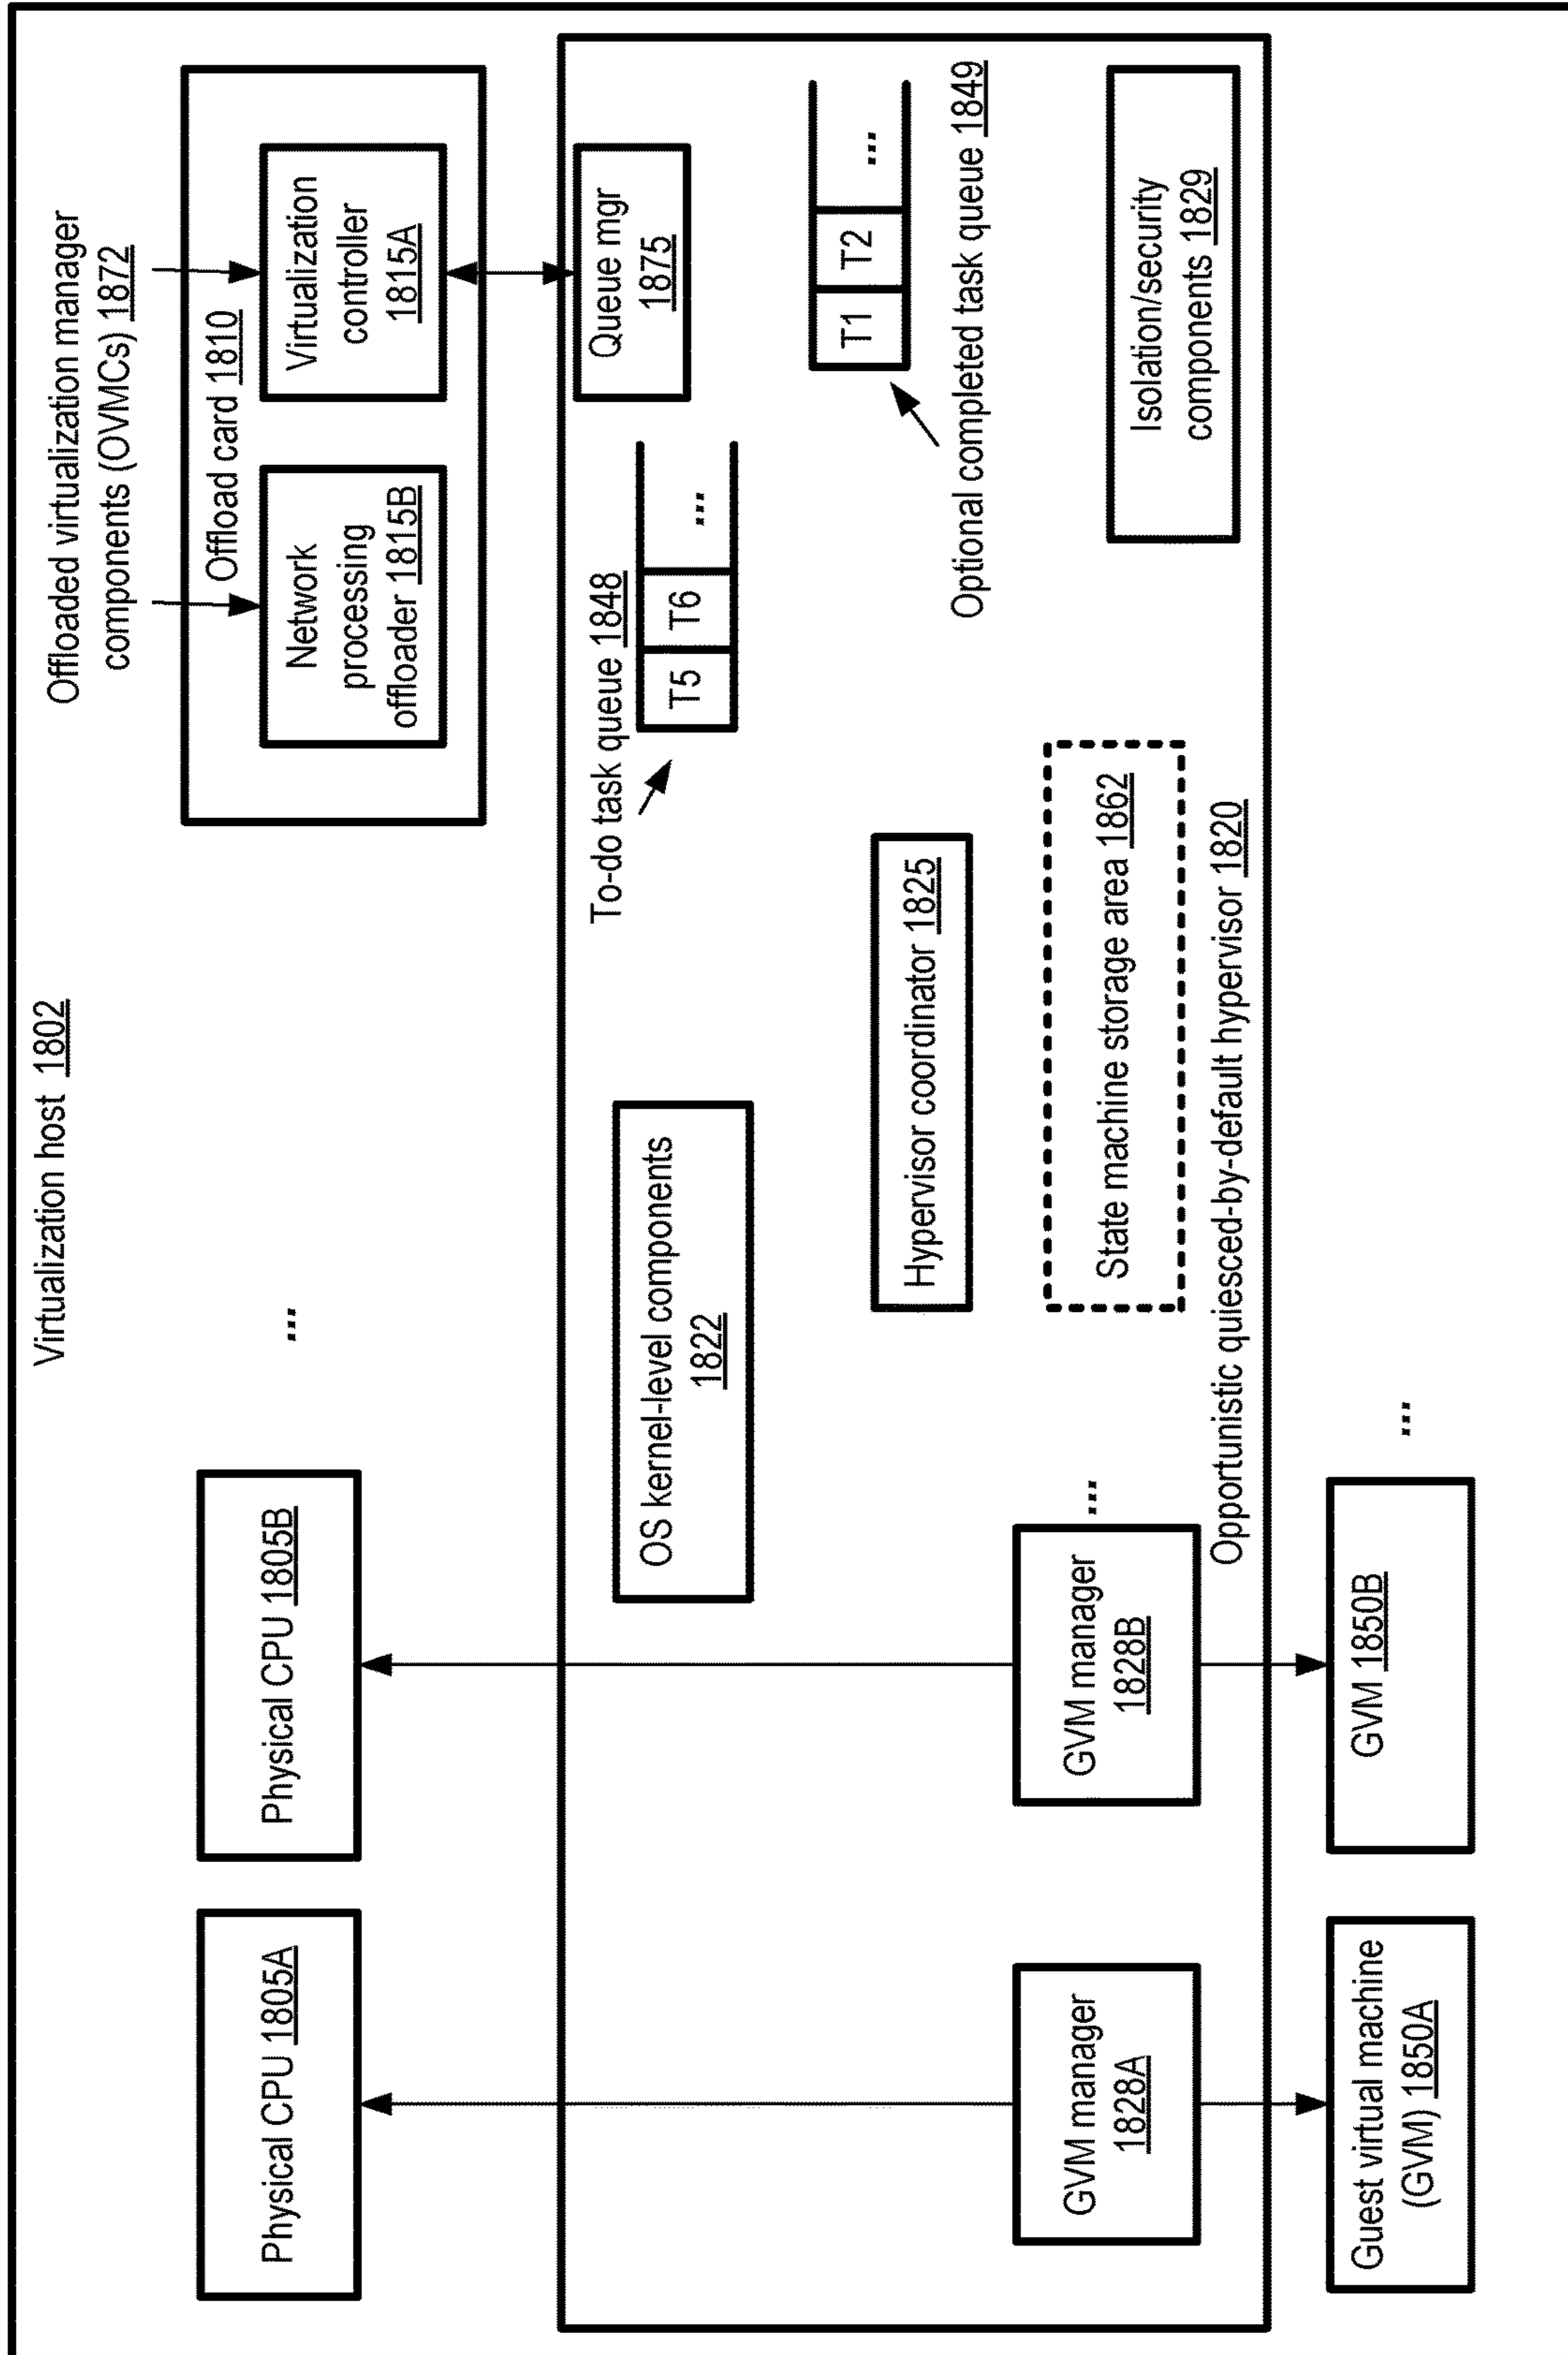 Virtualization host 1802
Offloaded virtualization manager
components (OVMCs) 1872
Physical CPU 1805A
Physical CPU 1805B
...
Offload card 1810
Network
processing
offloader 1815B
Virtualization
controller
1815A
OS kernel-level components
1822
To-do task queue 1848
T5
T6
...
Queue mgr
1875
Hypervisor coordinator 1825
T1
T2
...
Optional completed task queue 1849
GVM manager
1828A
GVM manager
1828B
...
State machine storage area 1862
Isolation/security
components 1829
Opportunistic quiesced-by-default hypervisor 1820
Guest virtual machine
(GVM) 1850A
GVM 1850B
...